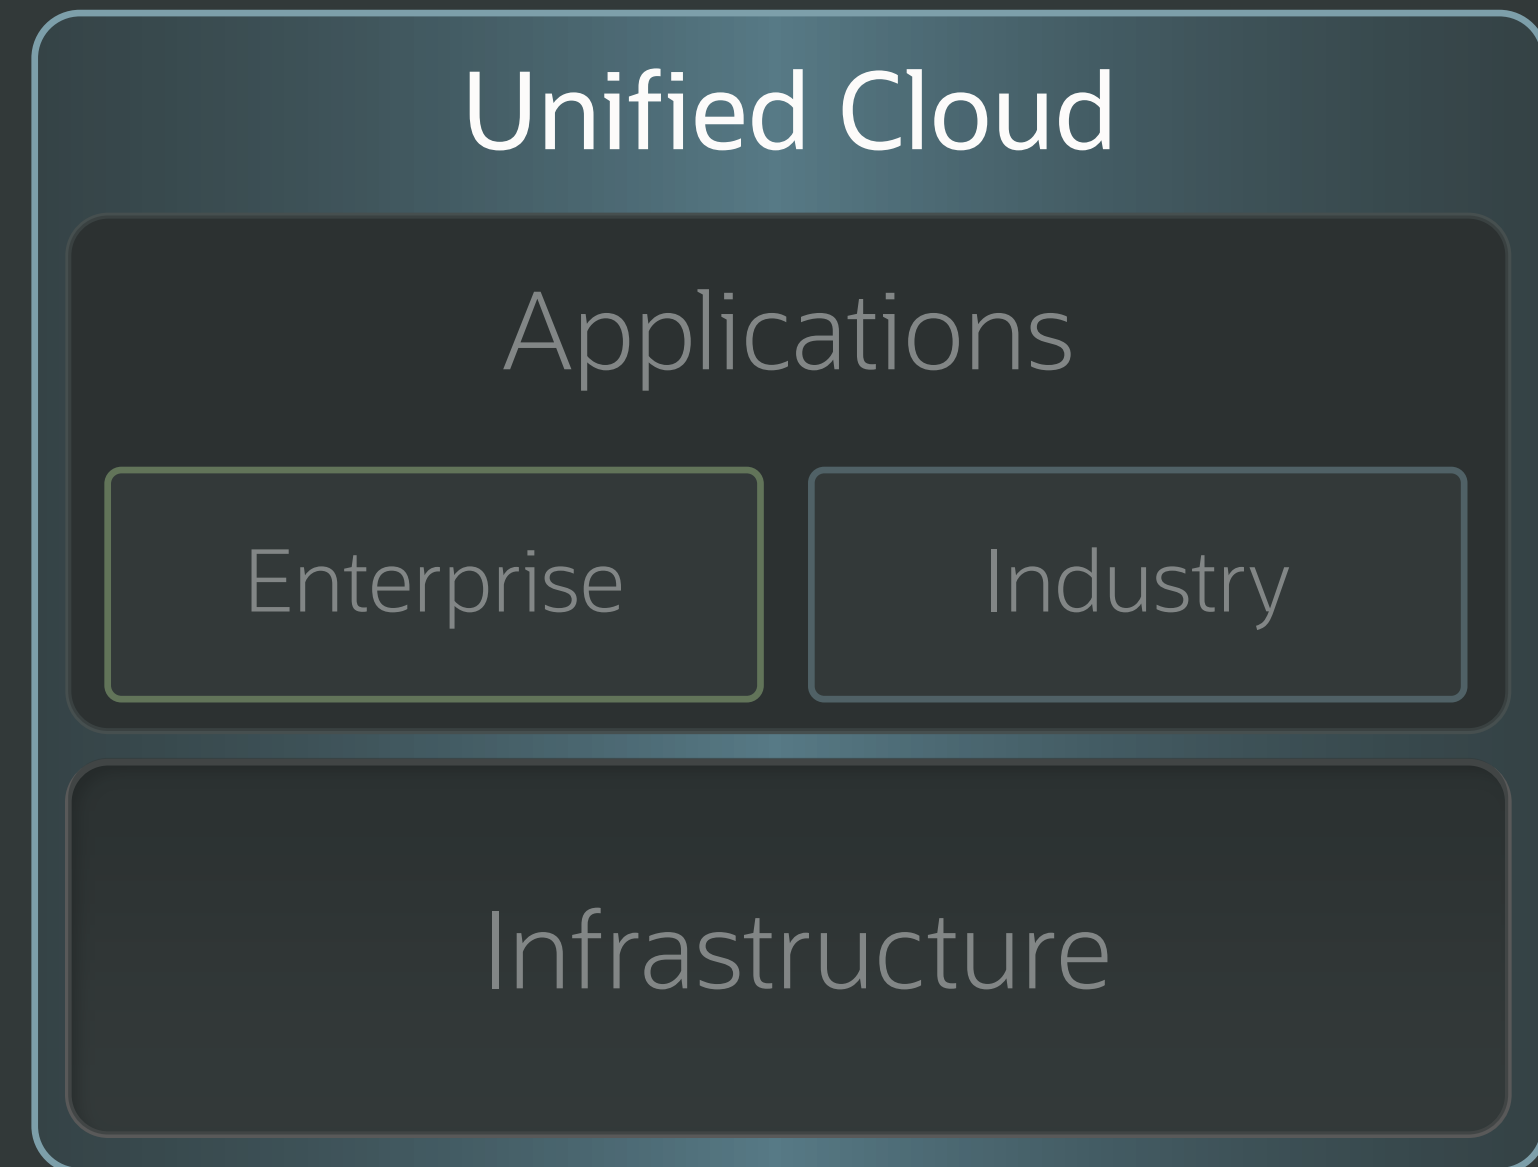 Unified Cloud
Applications
Enterprise
Industry
Infrastructure